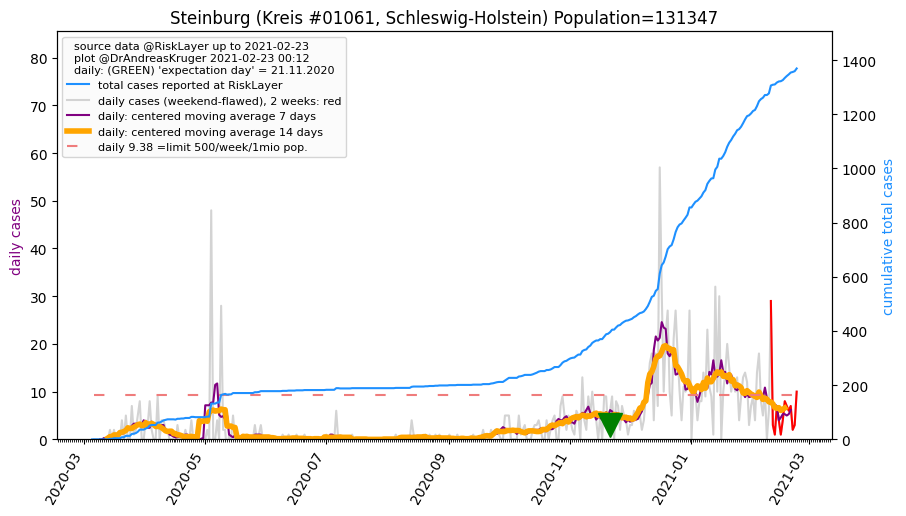 Steinburg (Kreis #01061, Schleswig-Holstein) Population=131347
source data @RiskLayer up to 2021-02-23
plot @DrAndreasKruger 2021-02-23 00:12
daily: (GREEN) 'expectation day' = 21.11.2020
total cases reported at RiskLayer
daily cases (weekend-flawed), 2 weeks: red
daily: centered moving average 7 days
daily: centered moving average 14 days
daily 9.38 =limit 500/week/1mio pop.
daily cases
80
70
60
50
40
30
20
10
0
cumulative total cases
1400
1200
1000
800
600
400
200
0
2020-03
2020-05
2020-07
2020-09
2020-11
2021-01
2021-03